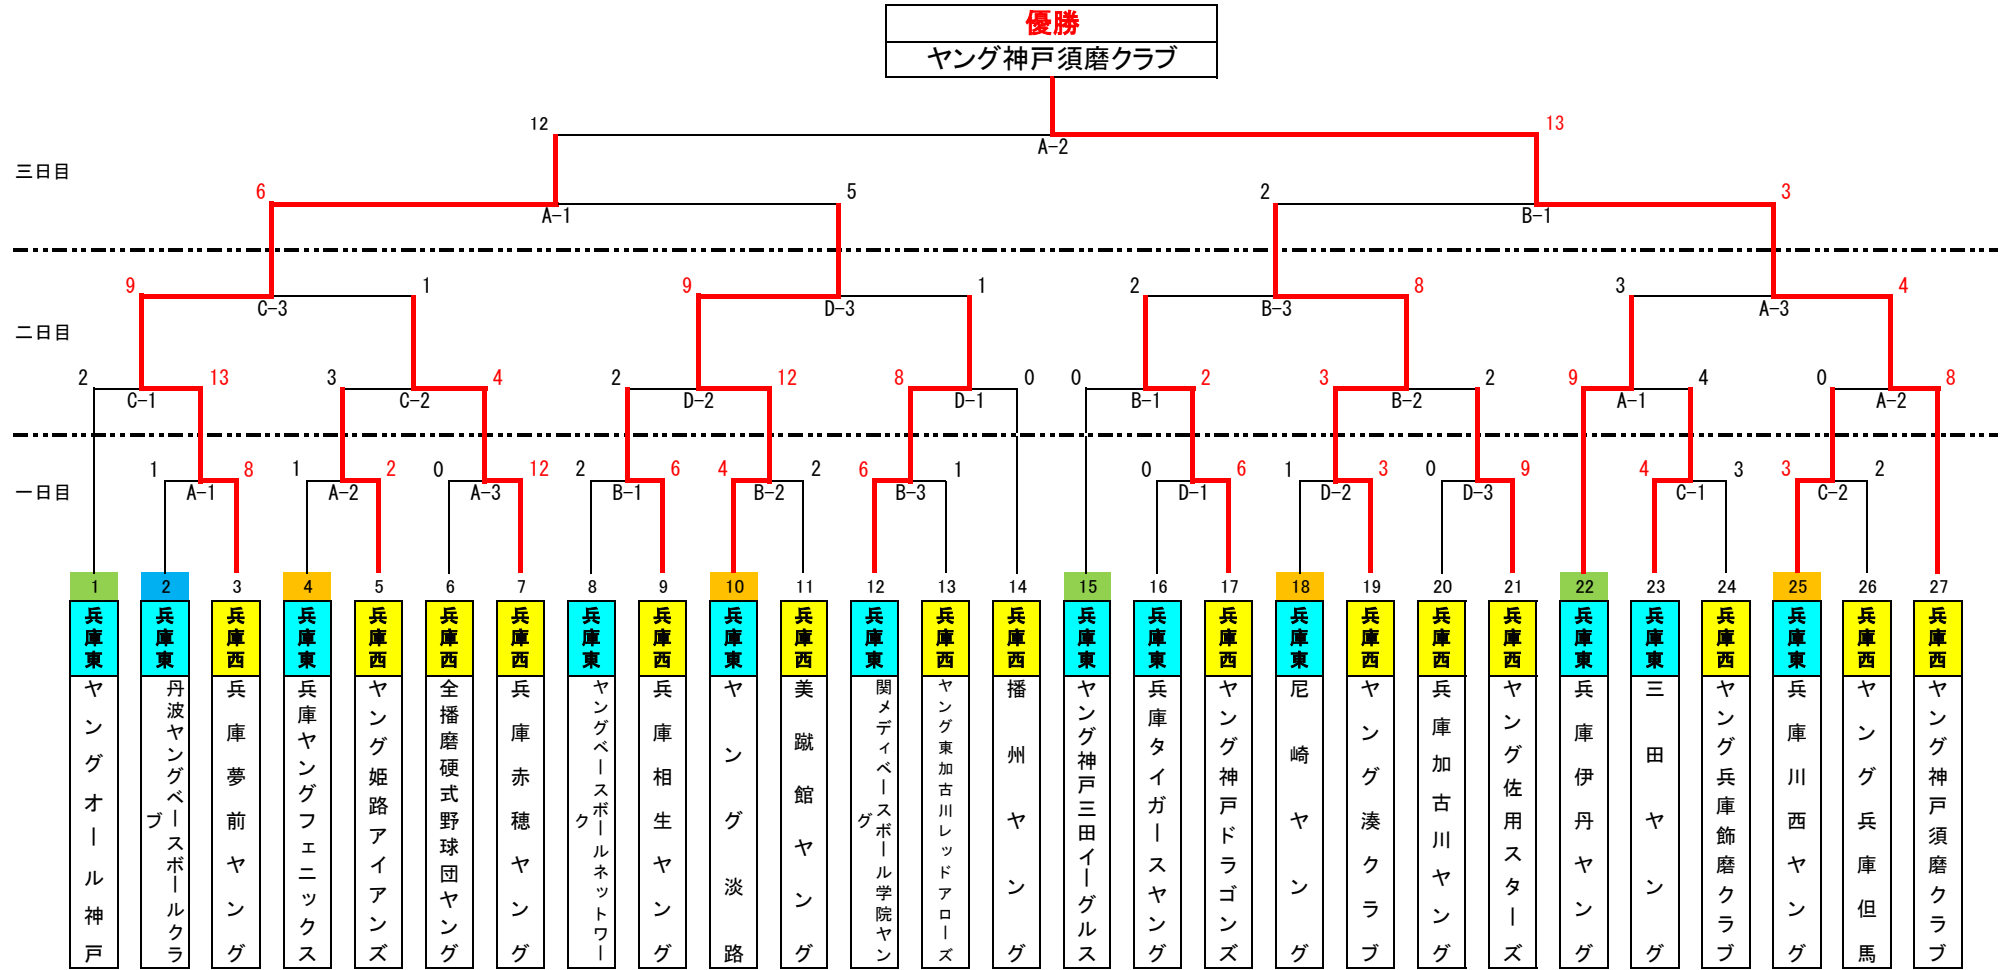 優勝
ヤング神戸須磨クラブ
12
13
A-2
三日目
6
5
2
3
A-1
B-1
9
1
9
1
2
8
3
4
C-3
D-3
B-3
A-3
二日目
2
13
3
4
2
12
8
0
0
2
3
2
9
4
0
8
C-1
C-2
D-2
D-1
B-1
B-2
A-1
A-2
1
8
1
2
0
12
2
6
4
2
6
1
0
6
1
3
0
9
4
3
3
2
一日目
A-1
A-2
A-3
B-1
B-2
B-3
D-1
D-2
D-3
C-1
C-2
1
2
3
4
5
6
7
8
9
10
11
12
13
14
15
16
17
18
19
20
21
22
23
24
25
26
27
兵庫東
兵庫東
兵庫西
兵庫東
兵庫西
兵庫西
兵庫西
兵庫東
兵庫西
兵庫東
兵庫西
兵庫東
兵庫西
兵庫西
兵庫東
兵庫東
兵庫西
兵庫東
兵庫西
兵庫西
兵庫西
兵庫東
兵庫東
兵庫西
兵庫東
兵庫西
兵庫西
ヤングオール神戸
丹波ヤングベースボールクラ
ブ
兵庫夢前ヤング
兵庫ヤングフェニックス
ヤング姫路アイアンズ
全播磨硬式野球団ヤング
兵庫赤穂ヤング
ヤングベースボールネットワー
ク
兵庫相生ヤング
ヤング淡路
美蹴館ヤング
関メディベースボール学院ヤン
グ
ヤング東加古川レッドアローズ
播州ヤング
ヤング神戸三田イーグルス
兵庫タイガースヤング
ヤング神戸ドラゴンズ
尼崎ヤング
ヤング湊クラブ
兵庫加古川ヤング
ヤング佐用スターズ
兵庫伊丹ヤング
三田ヤング
ヤング兵庫飾磨クラブ
兵庫川西ヤング
ヤング兵庫但馬
ヤング神戸須磨クラブ